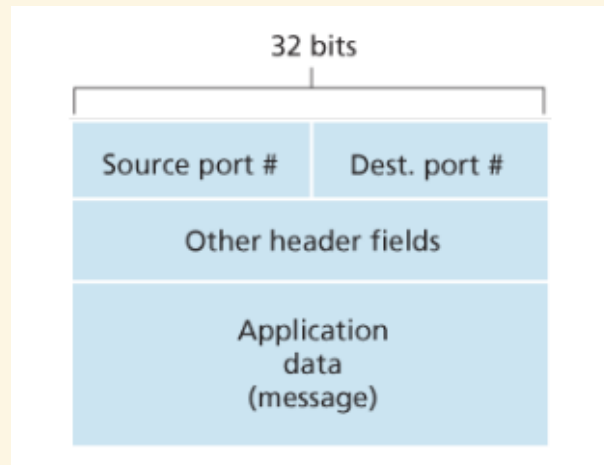 32 bits
Source port # Dest. port #
Other header fields
Application
data
(message)